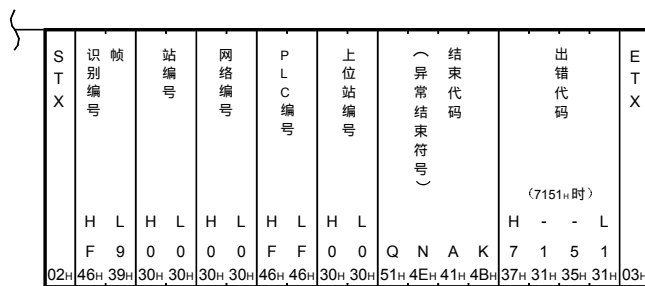 STX
帧
识别编号
站编号
网络编号
PLC编号
上位站编号
结束代码
（异常结束符号）
出错代码
ETX
（7151H时）
H L H L H L H L H L H - - L
F 9 0 0 0 0 F F 0 0 Q N A K 7 1 5 1
02H 46H 39H 30H 30H 30H 30H 46H 46H 30H 30H 51H 4EH 41H 4BH 37H 31H 35H 31H 03H